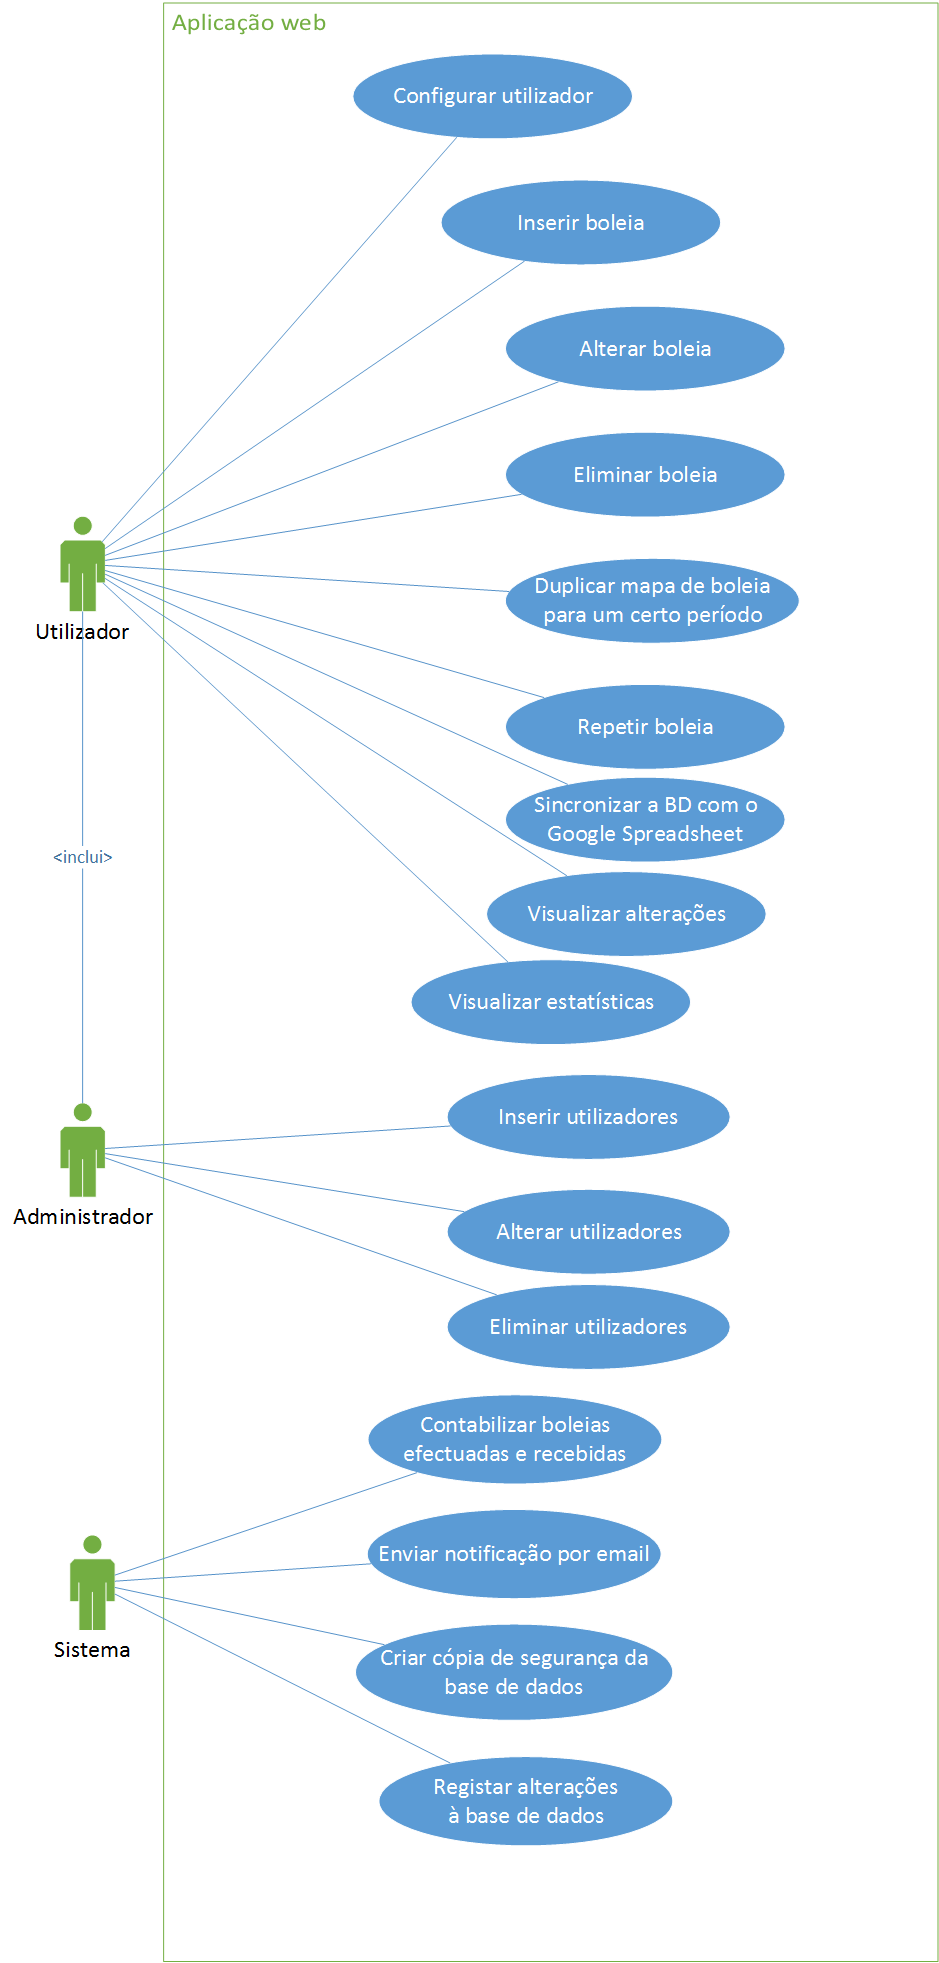 Aplicação web
Configurar utilizador
Inserir boleia
Alterar boleia
Eliminar boleia
Duplicar mapa de boleia
para um certo período
Utilizador
Repetir boleia
Sincronizar a BD com o
Google Spreadsheet
<inclui>
Visualizar alterações
Visualizar estatísticas
Inserir utilizadores
Administrador
Alterar utilizadores
Eliminar utilizadores
Contabilizar boleias
efectuadas e recebidas
Enviar notificação por email
Sistema
Criar cópia de segurança da
base de dados
Registar alterações
à base de dados